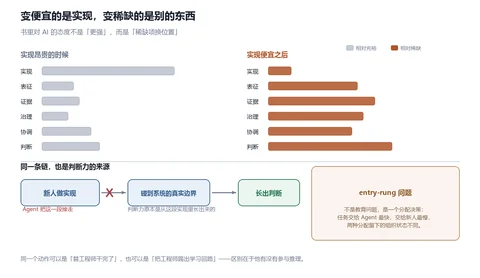 变便宜的是实现，变稀缺的是别的东西
书里对 AI 的态度不是「更强」，而是「稀缺项换位置」
相对充裕
相对稀缺
实现昂贵的时候
实现便宜之后
实现
表征
证据
治理
协调
判断
实现
表征
证据
治理
协调
判断
同一条链，也是判断力的来源
新人做实现
碰到系统的真实边界
长出判断
Agent 把这一段抽走
判断力原本是从这段实现里长出来的
entry-rung 问题
不是教育问题，是一个分配决策：
任务交给 Agent 最快，交给新人最慢，
两种分配留下的组织状态不同。
同一个动作可以是「替工程师干完了」，也可以是「把工程师踢出学习回路」——区别在于他有没有参与推理。